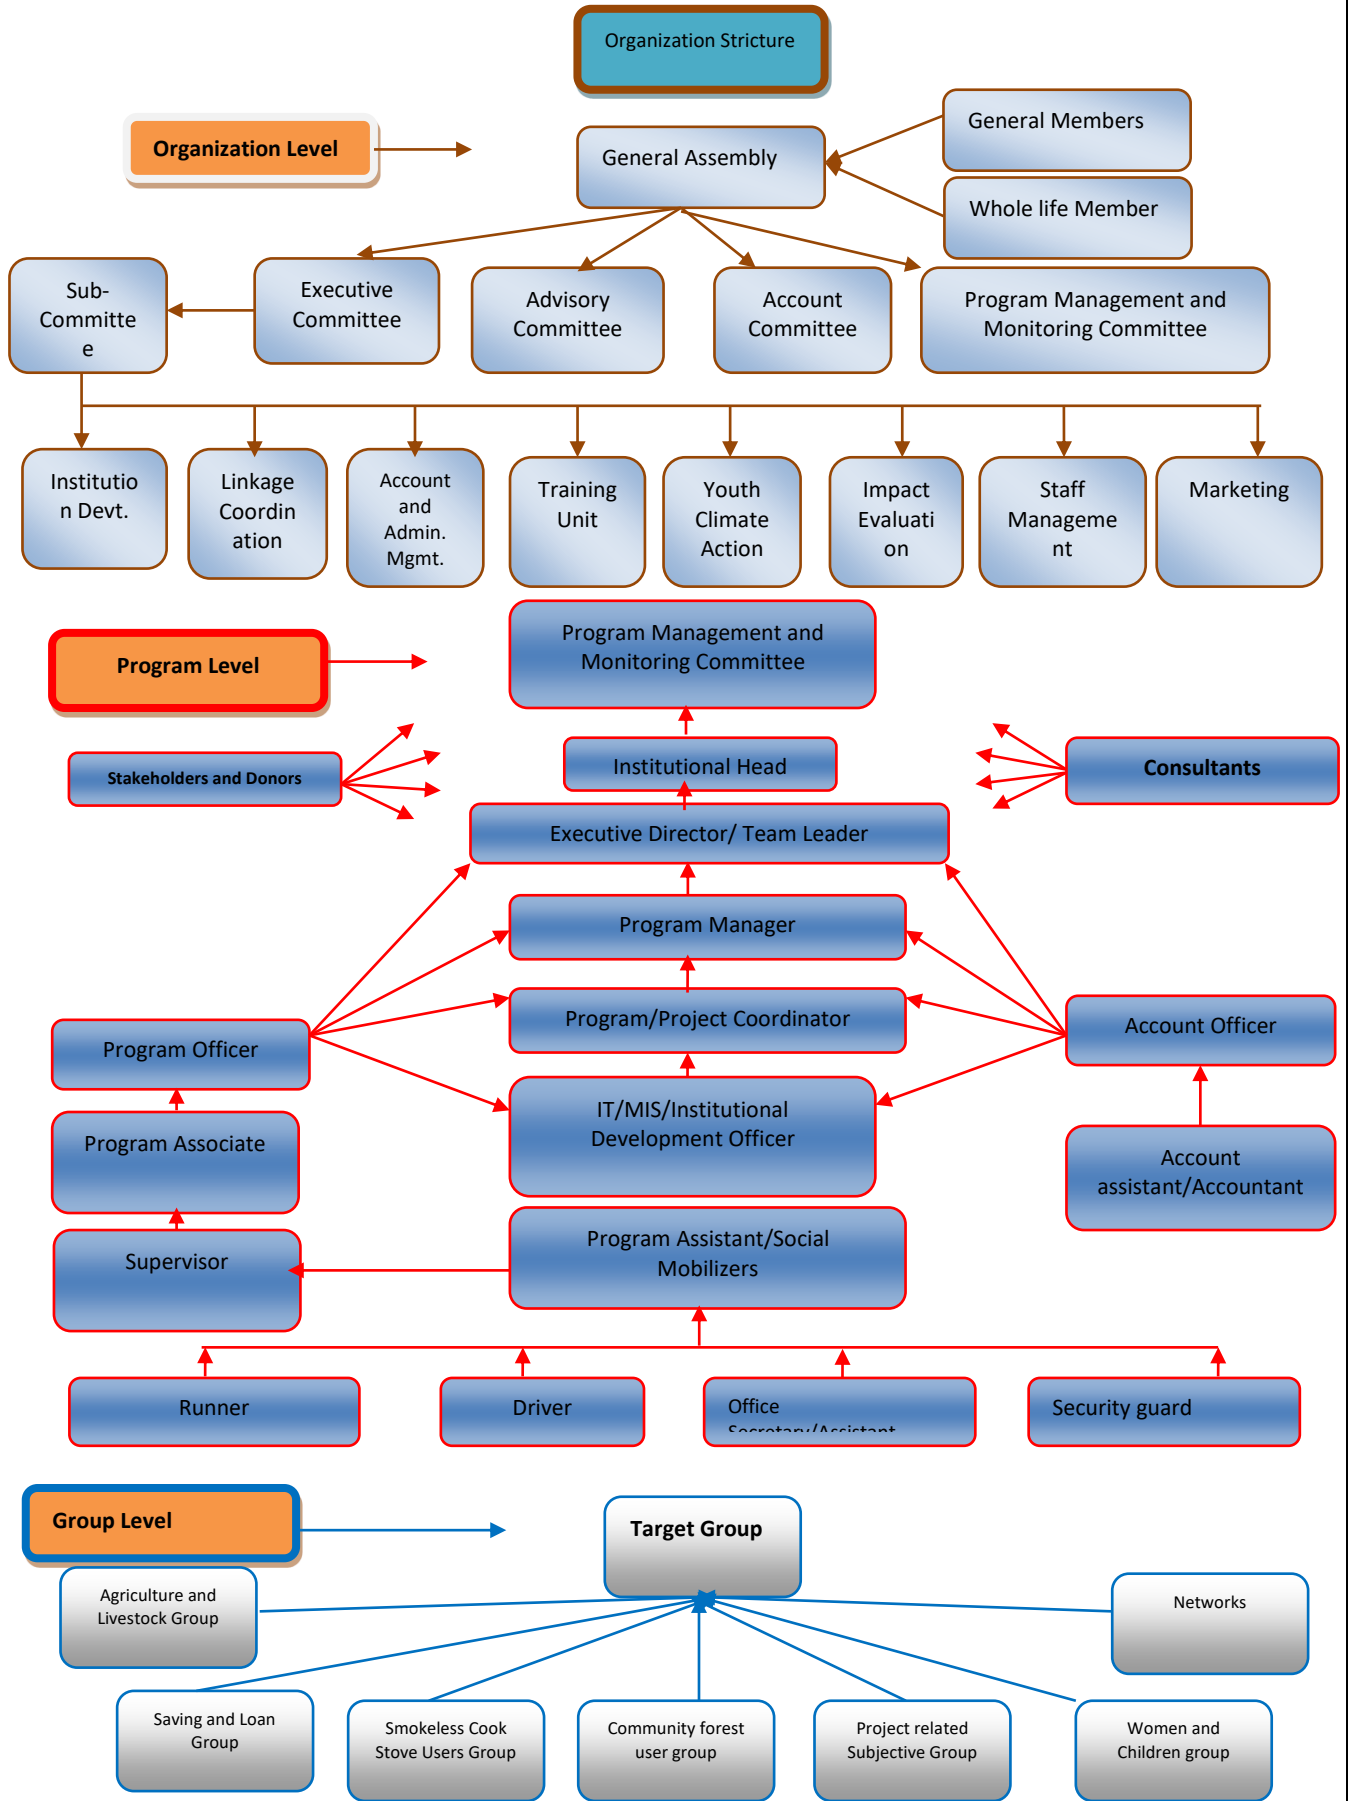 Organization Stricture
Organization Level
General Assembly
General Members
Whole life Member
Sub-
Committe
e
Executive
Committee
Advisory
Committee
Account
Committee
Program Management and
Monitoring Committee
Institutio
n Devt.
Linkage
Coordin
ation
Account
and
Admin.
Mgmt.
Training
Unit
Youth
Climate
Action
Impact
Evaluati
on
Staff
Manageme
nt
Marketing
Program Level
Program Management and
Monitoring Committee
Stakeholders and Donors
Institutional Head
Consultants
Executive Director/ Team Leader
Program Manager
Program/Project Coordinator
Program Officer
Account Officer
IT/MIS/Institutional
Development Officer
Program Associate
Account
assistant/Accountant
Supervisor
Program Assistant/Social
Mobilizers
Runner
Driver
Office
Secretary/Assistant
Security guard
Group Level
Target Group
Agriculture and
Livestock Group
Networks
Saving and Loan
Group
Smokeless Cook
Stove Users Group
Community forest
user group
Project related
Subjective Group
Women and
Children group